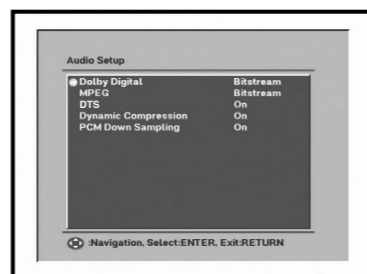 Audio Setup
Dolby Digital Bitstream
MPEG Bitstream
DTS On
Dynamic Compression On
PCM Down Sampling On
:Navigation, Select:ENTER, Exit:RETURN